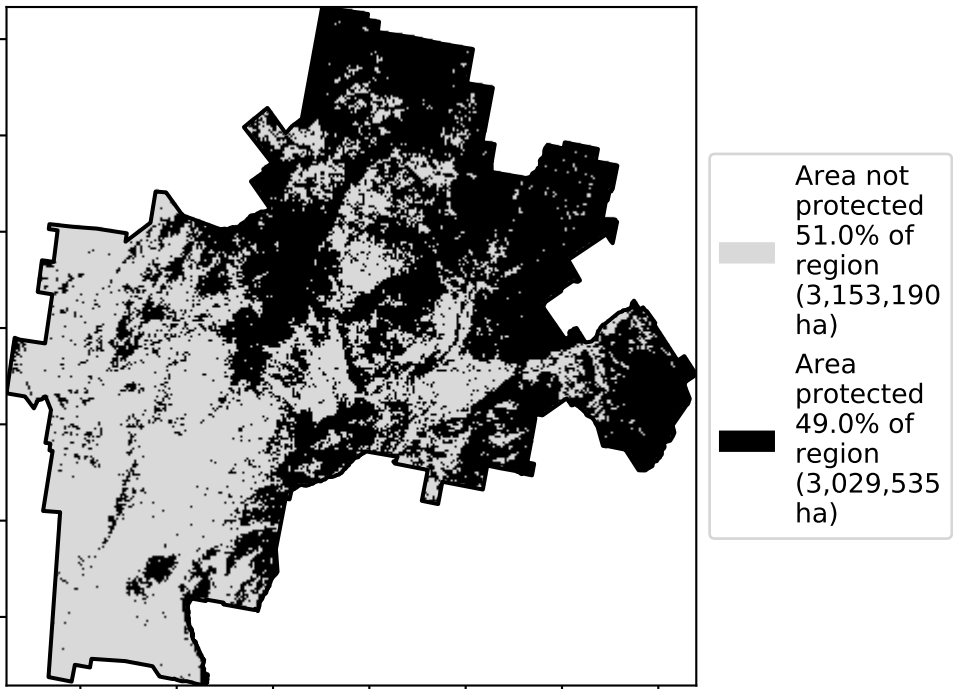 Area not
protected
51.0% of
region
(3,153,190
ha)
Area
protected
49.0% of
region
(3,029,535
ha)